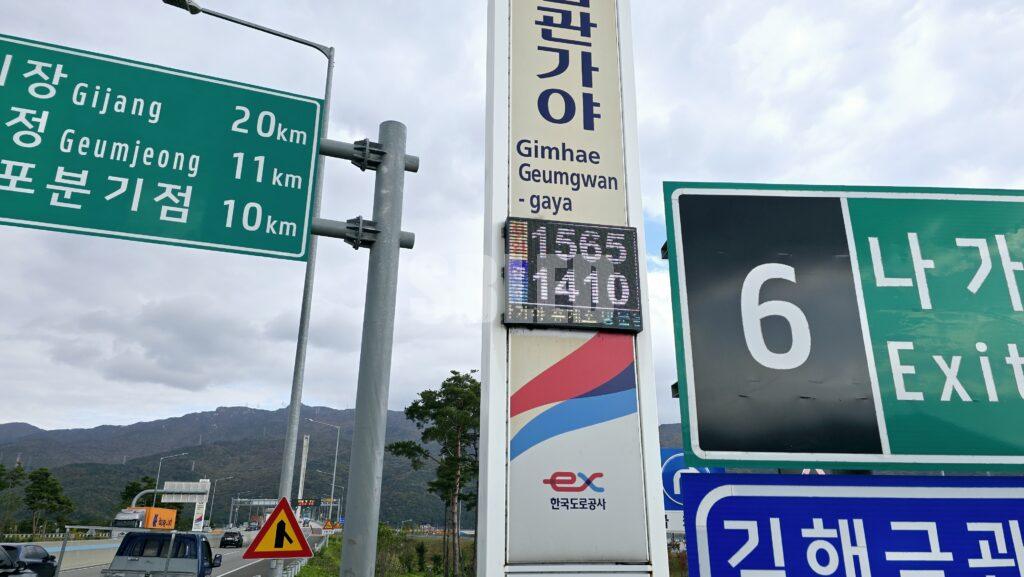 장 Gijang 20km
정 Geumjeong 11km
포분기점 10km
관가야
Gimhae
Geumgwan
- gaya
1565
1410
ex
한국도로공사
6 나가
Exit
김해금관